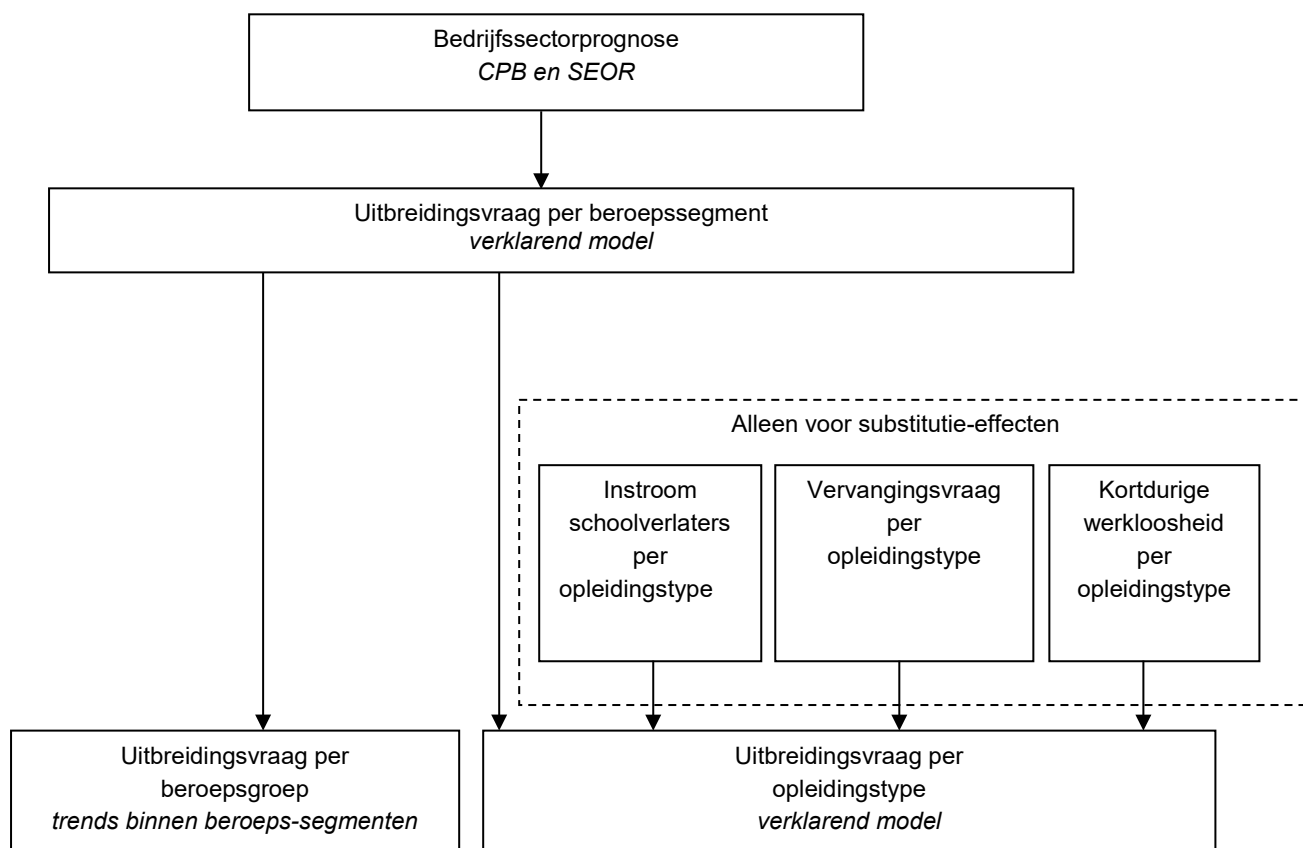 Bedrijfssectorprognose
CPB en SEOR
Uitbreidingsvraag per beroepssegment
verklarend model
Alleen voor substitutie-effecten
Instroom
schoolverlaters
per
opleidingstype
Vervangingsvraag
per
opleidingstype
Kortdurige
werkloosheid
per
opleidingstype
Uitbreidingsvraag per
beroepsgroep
trends binnen beroeps-segmenten
Uitbreidingsvraag per
opleidingstype
verklarend model